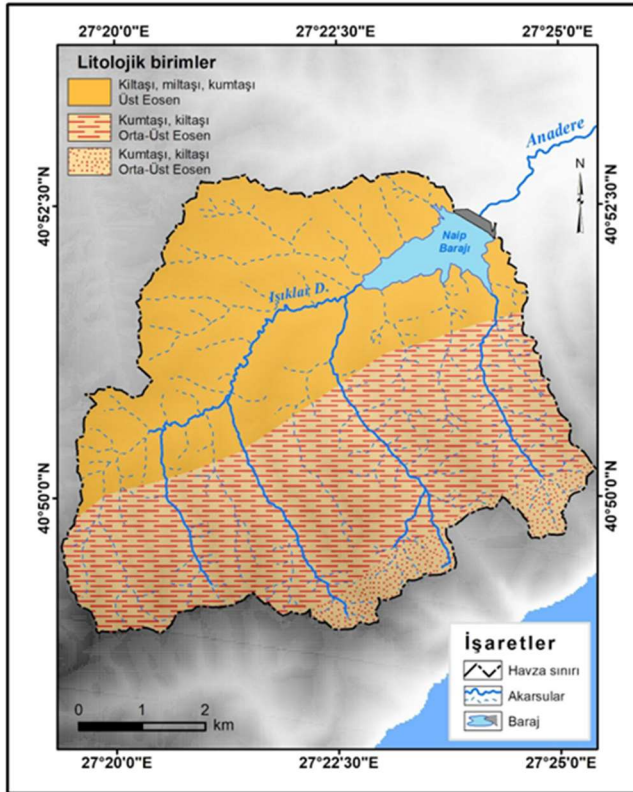 27°20'0"E
27°22'30"E
27°25'0"E
Litolojik birimler
Kiltaşı, miltaşı, kumtaşı
Üst Eosen
Kumtaşı, kiltaşı
Orta-Üst Eosen
Kumtaşı, kiltaşı
Orta-Üst Eosen
Anadere
N
40°52'30"N
40°52'30"N
Naip
Barajı
Işıklar D.
40°50'0"N
40°50'0"N
İşaretler
Havza sınırı
Akarsular
Baraj
0 1 2
km
27°20'0"E
27°22'30"E
27°25'0"E